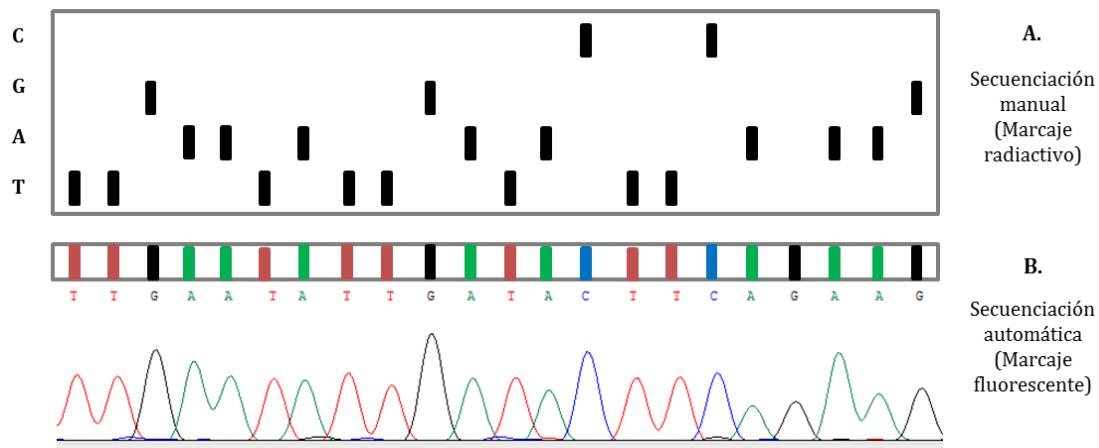 C
G
A
T
A.
Secuenciación
manual
(Marcaje
radiactivo)
T T G A A T A T T G A T A C T T C A G A A G
B.
Secuenciación
automática
(Marcaje
fluorescente)